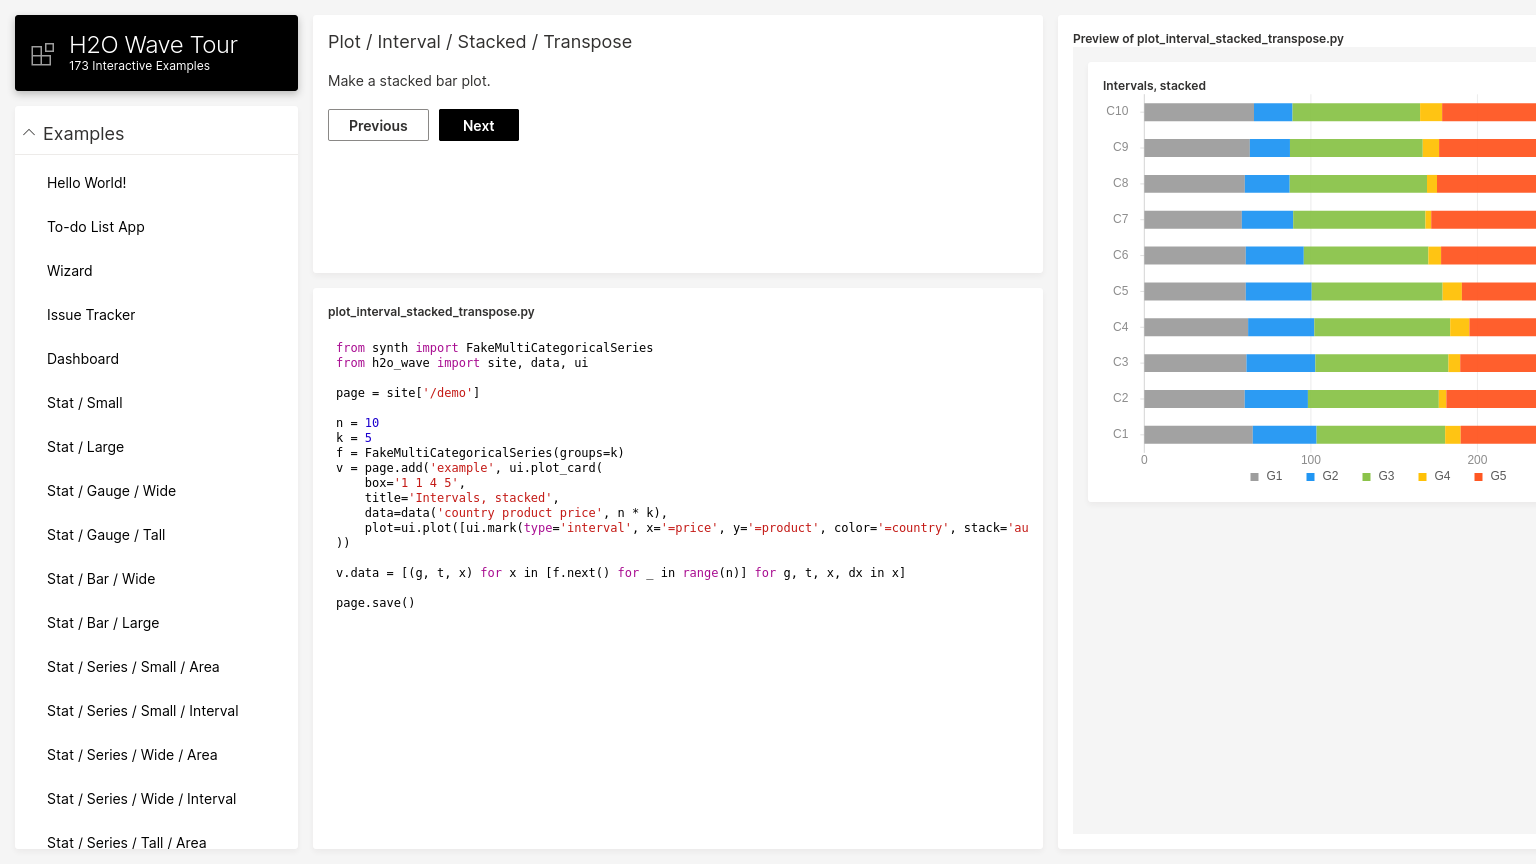 H2O Wave Tour
173 Interactive Examples
Examples
Hello World!
To-do List App
Wizard
Issue Tracker
Dashboard
Stat / Small
Stat / Large
Stat / Gauge / Wide
Stat / Gauge / Tall
Stat / Bar / Wide
Stat / Bar / Large
Stat / Series / Small / Area
Stat / Series / Small / Interval
Stat / Series / Wide / Area
Stat / Series / Wide / Interval
Stat / Series / Tall / Area
Plot / Interval / Stacked / Transpose
Make a stacked bar plot.
Previous Next
plot_interval_stacked_transpose.py
from synth import FakeMultiCategoricalSeries
from h2o_wave import site, data, ui
page = site['/demo']
n = 10
k = 5
f = FakeMultiCategoricalSeries(groups=k)
v = page.add('example', ui.plot_card(
    box='1 1 4 5',
    title='Intervals, stacked',
    data=data('country product price', n * k),
    plot=ui.plot([ui.mark(type='interval', x='=price', y='=product', color='=country', stack='au
))
v.data = [(g, t, x) for x in [f.next() for _ in range(n)] for g, t, x, dx in x]
page.save()
Preview of plot_interval_stacked_transpose.py
Intervals, stacked
C10
C9
C8
C7
C6
C5
C4
C3
C2
C1
0 100 200
G1 G2 G3 G4 G5